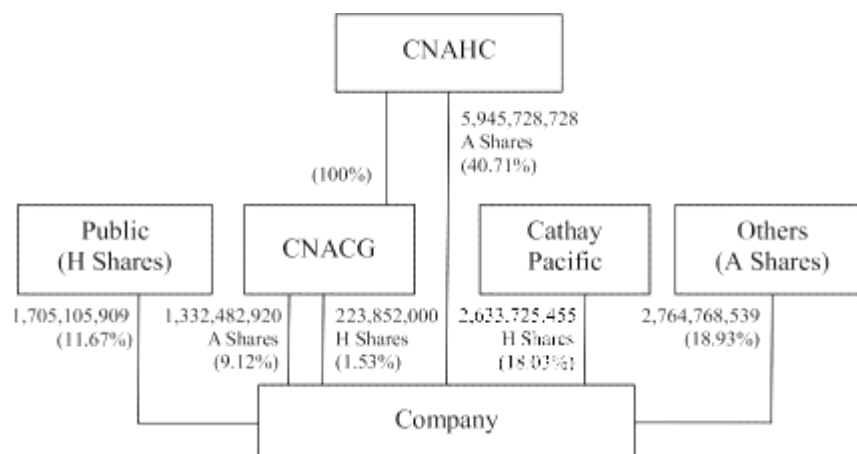 CNAHC
5,945,728,728
A Shares
(40.71%)
(100%)
Public
(H Shares)
CNACG
Cathay
Pacific
Others
(A Shares)
1,705,105,909
(11.67%)
1,332,482,920
A Shares
(9.12%)
223,852,000
H Shares
(1.53%)
2,633,725,455
H Shares
(18.03%)
2,764,768,539
(18.93%)
Company